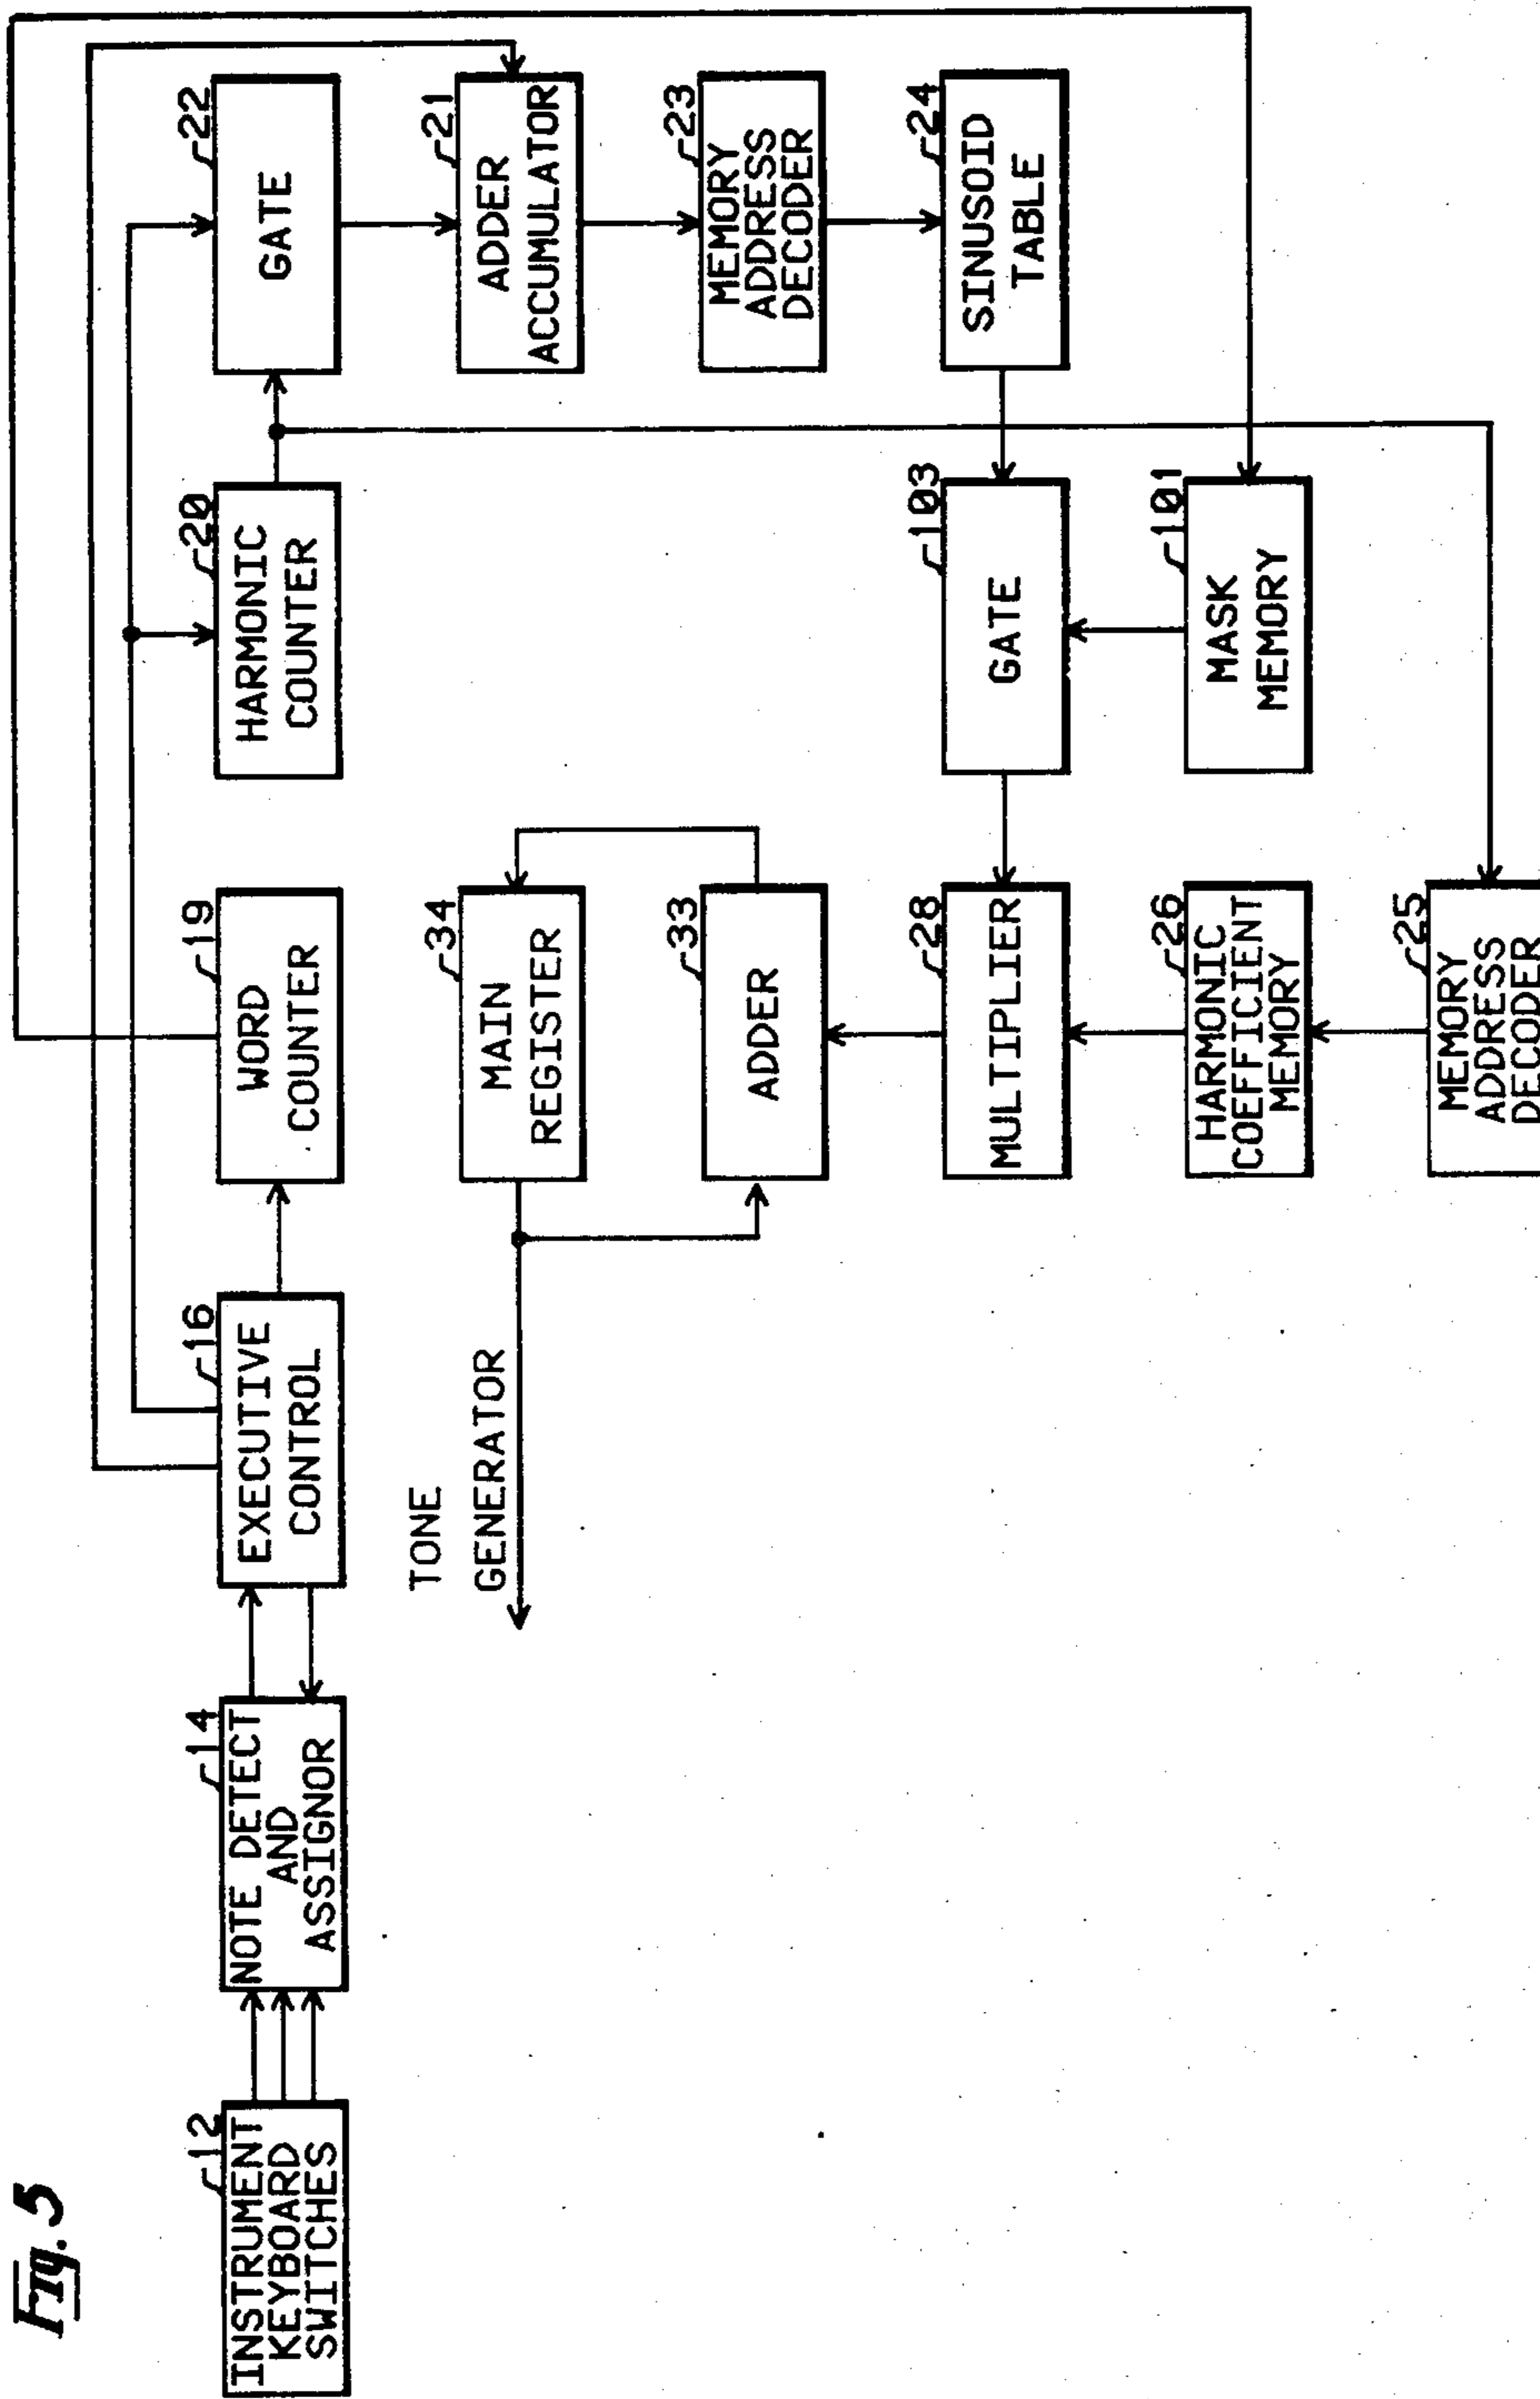 Fig. 5
12
INSTRUMENT
KEYBOARD
SWITCHES
14
NOTE DETECT
AND
ASSIGNOR
16
EXECUTIVE
CONTROL
19
WORD
COUNTER
20
HARMONIC
COUNTER
22
GATE
TONE
GENERATOR
34
MAIN
REGISTER
21
ADDER
ACCUMULATOR
33
ADDER
23
MEMORY
ADDRESS
DECODER
28
MULTIPLIER
103
GATE
24
SINUSOID
TABLE
26
HARMONIC
COEFFICIENT
MEMORY
101
MASK
MEMORY
25
MEMORY
ADDRESS
DECODER